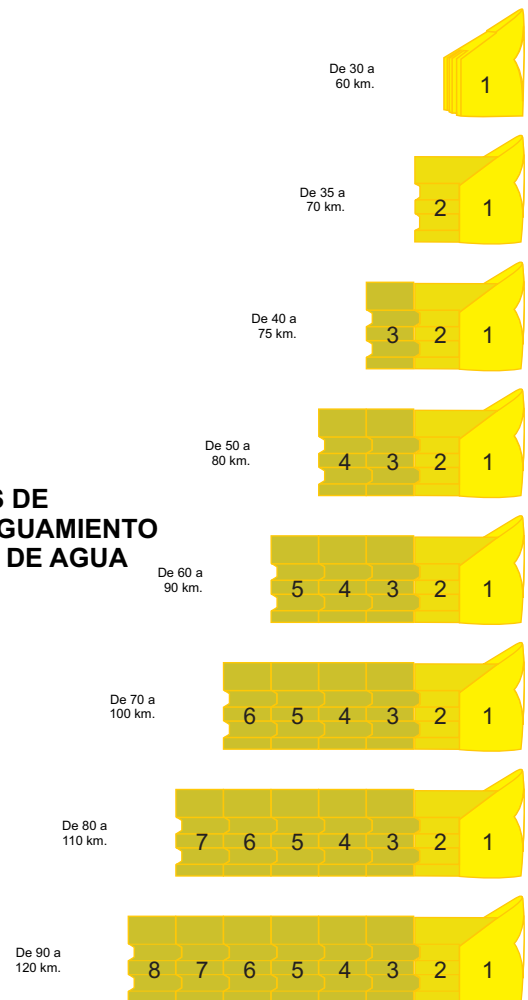 De 30 a
60 km.
1
De 35 a
70 km.
2 1
De 40 a
75 km.
3 2 1
De 50 a
80 km.
4 3 2 1
DE
DE AGUA
De 60 a
90 km.
5 4 3 2 1
De 70 a
100 km.
6 5 4 3 2 1
De 80 a
110 km.
7 6 5 4 3 2 1
De 90 a
120 km.
8 7 6 5 4 3 2 1